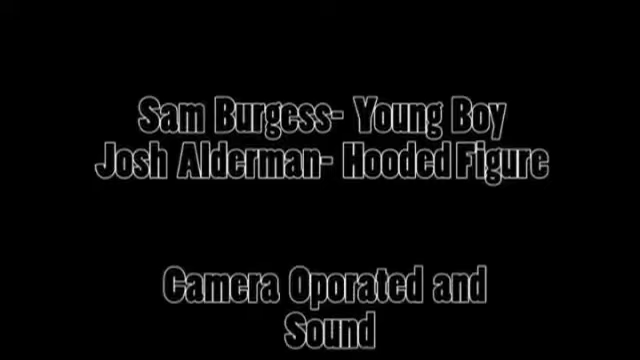 Sam Burgess- Young Boy
Josh Alderman- Hooded Figure
Camera Oporated and
Sound